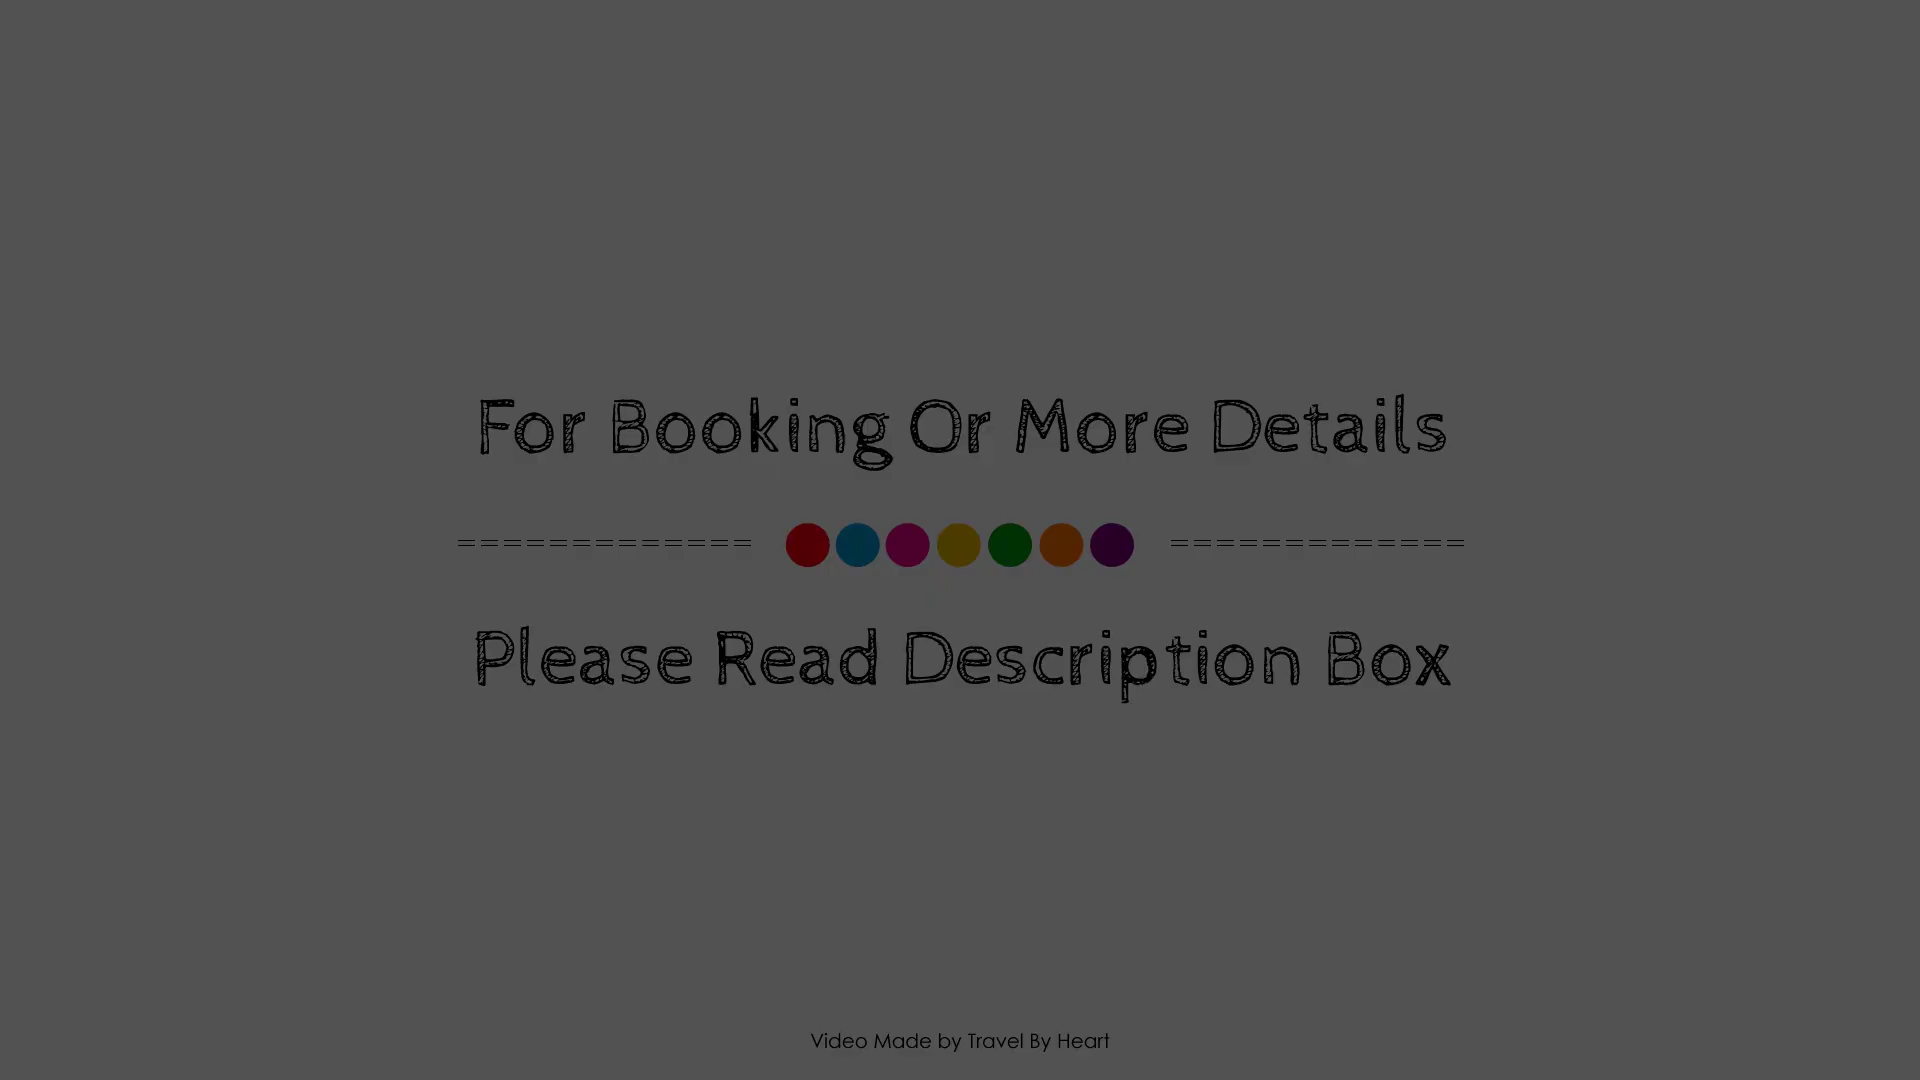 For Booking Or More Details
============= =============
Please Read Description Box
Video Made by Travel By Heart